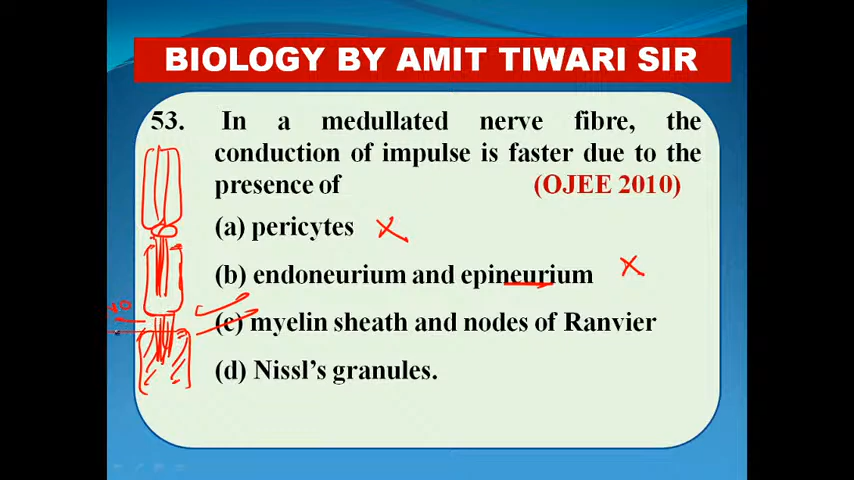 BIOLOGY BY AMIT TIWARI SIR
53. In a medullated nerve fibre, the
conduction of impulse is faster due to the
presence of (OJEE 2010)
(a) pericytes
(b) endoneurium and epineurium
(c) myelin sheath and nodes of Ranvier
(d) Nissl's granules.